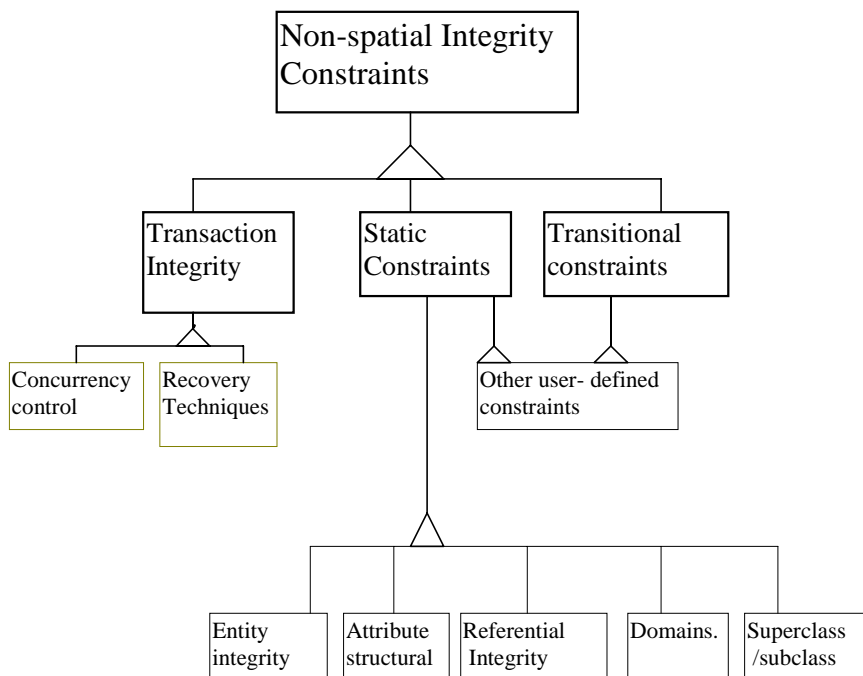 Non-spatial Integrity
Constraints
Transaction
Integrity
Static
Constraints
Transitional
constraints
Concurrency
control
Recovery
Techniques
Other user- defined
constraints
Entity
integrity
Attribute
structural
Referential
Integrity
Domains.
Superclass
/subclass